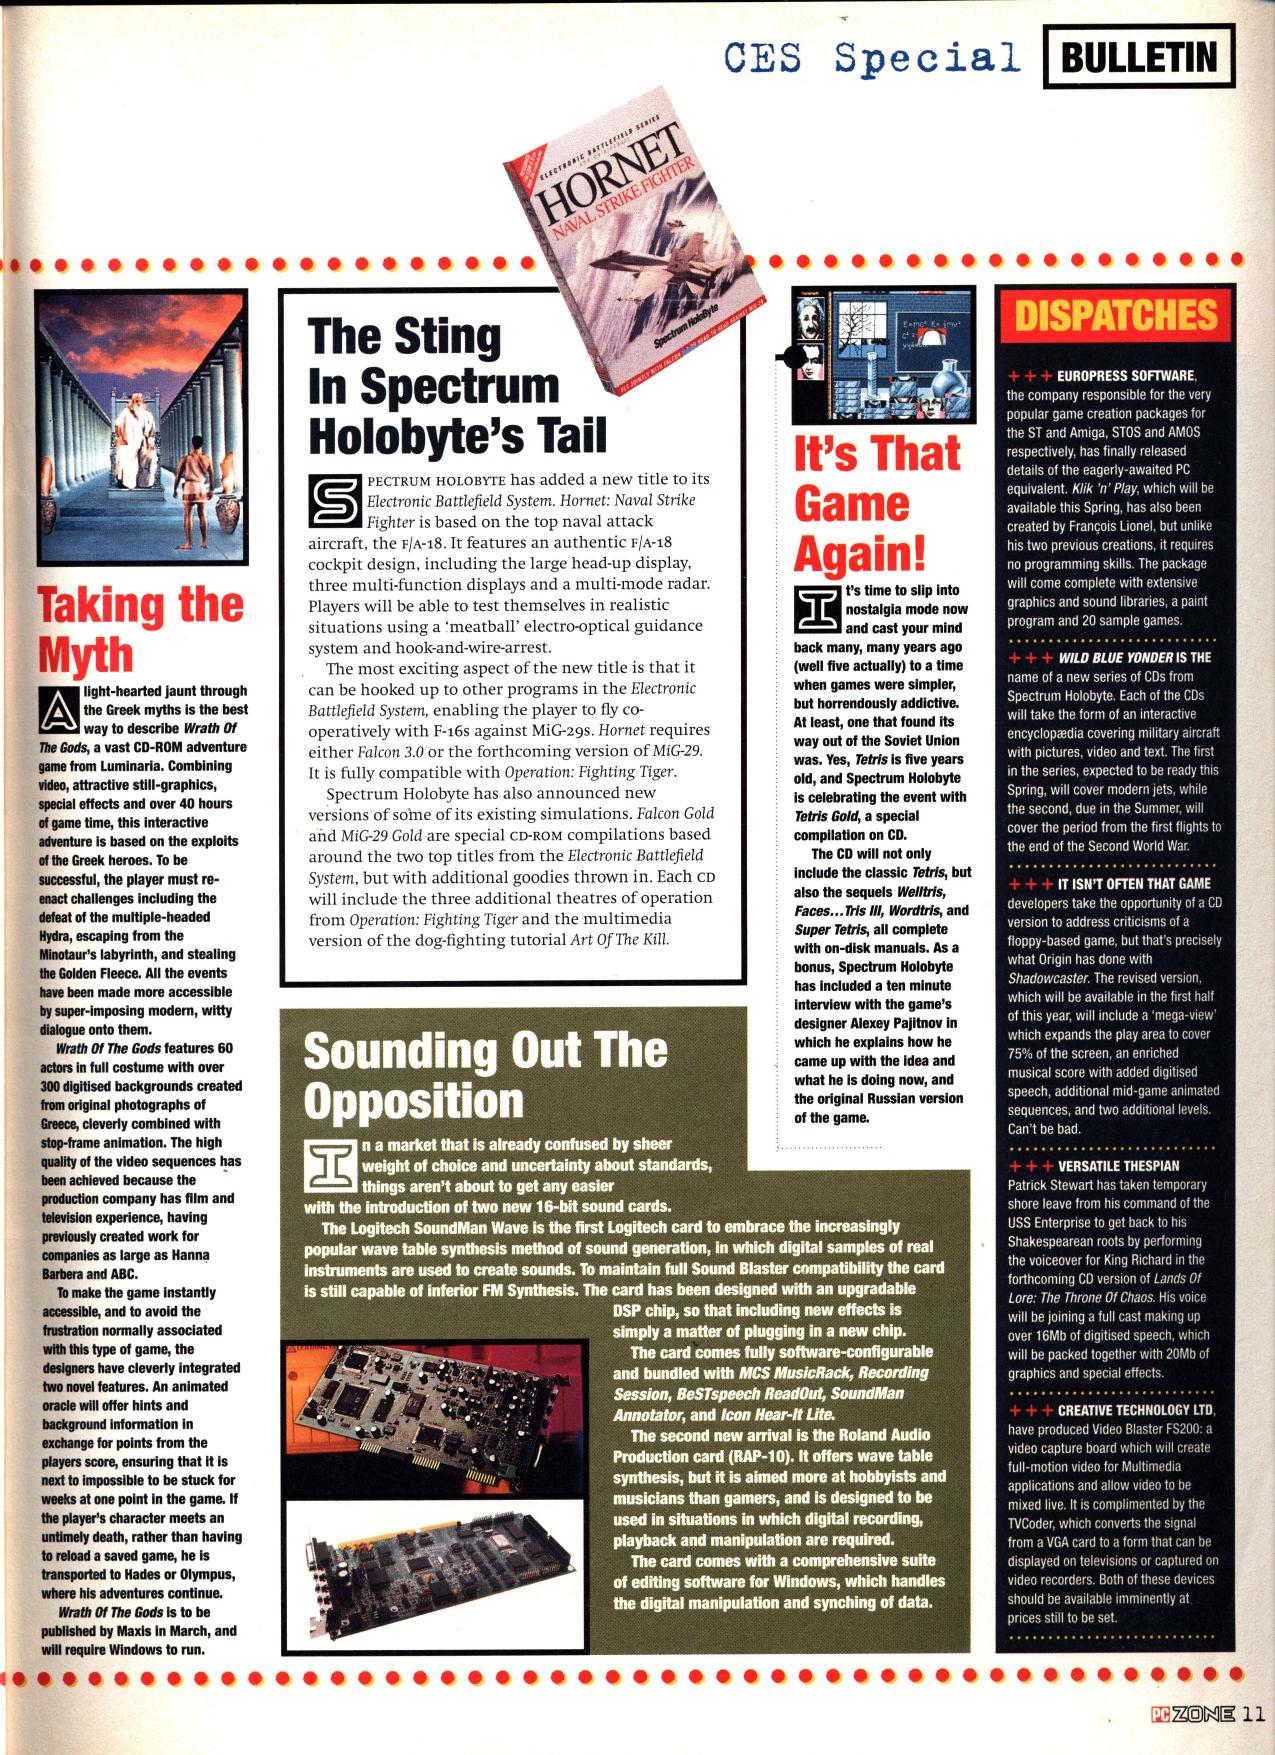 CES Special BULLETIN
ELECTRONIC BATTLEFIELD SERIES
HORNET
NAVAL STRIKE FIGHTER
Spectrum HoloByte
Taking the
Myth
A light-hearted jaunt through
the Greek myths is the best
way to describe Wrath Of
The Gods, a vast CD-ROM adventure
game from Luminaria. Combining
video, attractive still-graphics,
special effects and over 40 hours
of game time, this interactive
adventure is based on the exploits
of the Greek heroes. To be
successful, the player must re-
enact challenges including the
defeat of the multiple-headed
Hydra, escaping from the
Minotaur's labyrinth, and stealing
the Golden Fleece. All the events
have been made more accessible
by super-imposing modern, witty
dialogue onto them.
Wrath Of The Gods features 60
actors in full costume with over
300 digitised backgrounds created
from original photographs of
Greece, cleverly combined with
stop-frame animation. The high
quality of the video sequences has
been achieved because the
production company has film and
television experience, having
previously created work for
companies as large as Hanna
Barbera and ABC.
To make the game instantly
accessible, and to avoid the
frustration normally associated
with this type of game, the
designers have cleverly integrated
two novel features. An animated
oracle will offer hints and
background information in
exchange for points from the
players score, ensuring that it is
next to impossible to be stuck for
weeks at one point in the game. If
the player's character meets an
untimely death, rather than having
to reload a saved game, he is
transported to Hades or Olympus,
where his adventures continue.
Wrath Of The Gods is to be
published by Maxis in March, and
will require Windows to run.
The Sting
In Spectrum
Holobyte's Tail
SPECTRUM HOLOBYTE has added a new title to its
Electronic Battlefield System. Hornet: Naval Strike
Fighter is based on the top naval attack
aircraft, the F/A-18. It features an authentic F/A-18
cockpit design, including the large head-up display,
three multi-function displays and a multi-mode radar.
Players will be able to test themselves in realistic
situations using a 'meatball' electro-optical guidance
system and hook-and-wire-arrest.
The most exciting aspect of the new title is that it
can be hooked up to other programs in the Electronic
Battlefield System, enabling the player to fly co-
operatively with F-16s against MiG-29s. Hornet requires
either Falcon 3.0 or the forthcoming version of MiG-29.
It is fully compatible with Operation: Fighting Tiger.
Spectrum Holobyte has also announced new
versions of some of its existing simulations. Falcon Gold
and MiG-29 Gold are special CD-ROM compilations based
around the two top titles from the Electronic Battlefield
System, but with additional goodies thrown in. Each CD
will include the three additional theatres of operation
from Operation: Fighting Tiger and the multimedia
version of the dog-fighting tutorial Art Of The Kill.
Sounding Out The
Opposition
In a market that is already confused by sheer
weight of choice and uncertainty about standards,
things aren't about to get any easier
with the introduction of two new 16-bit sound cards.
The Logitech SoundMan Wave is the first Logitech card to embrace the increasingly
popular wave table synthesis method of sound generation, in which digital samples of real
instruments are used to create sounds. To maintain full Sound Blaster compatibility the card
is still capable of inferior FM Synthesis. The card has been designed with an upgradable
DSP chip, so that including new effects is
simply a matter of plugging in a new chip.
The card comes fully software-configurable
and bundled with MCS MusicRack, Recording
Session, BeSTspeech ReadOut, SoundMan
Annotator, and Icon Hear-It Lite.
The second new arrival is the Roland Audio
Production card (RAP-10). It offers wave table
synthesis, but it is aimed more at hobbyists and
musicians than gamers, and is designed to be
used in situations in which digital recording,
playback and manipulation are required.
The card comes with a comprehensive suite
of editing software for Windows, which handles
the digital manipulation and synching of data.
It's That
Game
Again!
It's time to slip into
nostalgia mode now
and cast your mind
back many, many years ago
(well five actually) to a time
when games were simpler,
but horrendously addictive.
At least, one that found its
way out of the Soviet Union
was. Yes, Tetris is five years
old, and Spectrum Holobyte
is celebrating the event with
Tetris Gold, a special
compilation on CD.
The CD will not only
include the classic Tetris, but
also the sequels Welltris,
Faces...Tris III, Wordtris, and
Super Tetris, all complete
with on-disk manuals. As a
bonus, Spectrum Holobyte
has included a ten minute
interview with the game's
designer Alexey Pajitnov in
which he explains how he
came up with the idea and
what he is doing now, and
the original Russian version
of the game.
DISPATCHES
+++ EUROPRESS SOFTWARE,
the company responsible for the very
popular game creation packages for
the ST and Amiga, STOS and AMOS
respectively, has finally released
details of the eagerly-awaited PC
equivalent. Klik 'n' Play, which will be
available this Spring, has also been
created by François Lionel, but unlike
his two previous creations, it requires
no programming skills. The package
will come complete with extensive
graphics and sound libraries, a paint
program and 20 sample games.
+++ WILD BLUE YONDER IS THE
name of a new series of CDs from
Spectrum Holobyte. Each of the CDs
will take the form of an interactive
encyclopædia covering military aircraft
with pictures, video and text. The first
in the series, expected to be ready this
Spring, will cover modern jets, while
the second, due in the Summer, will
cover the period from the first flights to
the end of the Second World War.
+++ IT ISN'T OFTEN THAT GAME
developers take the opportunity of a CD
version to address criticisms of a
floppy-based game, but that's precisely
what Origin has done with
Shadowcaster. The revised version,
which will be available in the first half
of this year, will include a 'mega-view'
which expands the play area to cover
75% of the screen, an enriched
musical score with added digitised
speech, additional mid-game animated
sequences, and two additional levels.
Can't be bad.
+++ VERSATILE THESPIAN
Patrick Stewart has taken temporary
shore leave from his command of the
USS Enterprise to get back to his
Shakespearean roots by performing
the voiceover for King Richard in the
forthcoming CD version of Lands Of
Lore: The Throne Of Chaos. His voice
will be joining a full cast making up
over 16Mb of digitised speech, which
will be packed together with 20Mb of
graphics and special effects.
+++ CREATIVE TECHNOLOGY LTD,
have produced Video Blaster FS200: a
video capture board which will create
full-motion video for Multimedia
applications and allow video to be
mixed live. It is complimented by the
TVCoder, which converts the signal
from a VGA card to a form that can be
displayed on televisions or captured on
video recorders. Both of these devices
should be available imminently at
prices still to be set.
PC ZONE 11